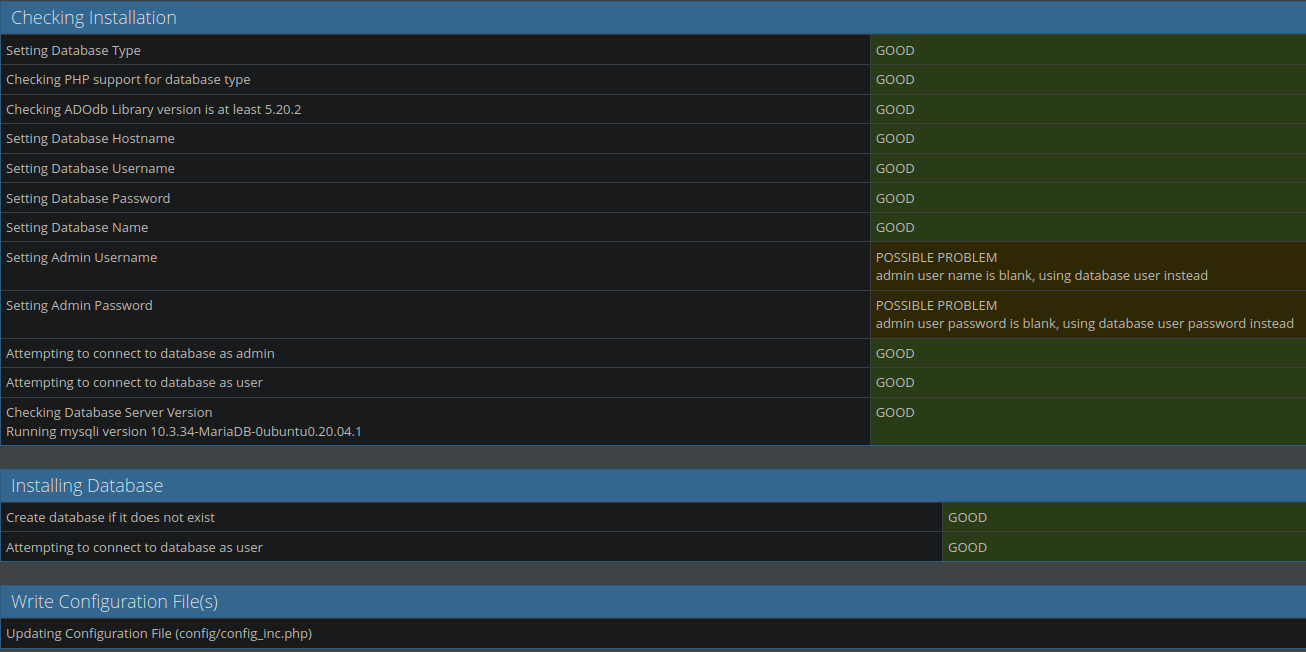 Checking Installation
Setting Database Type GOOD
Checking PHP support for database type GOOD
Checking ADOdb Library version is at least 5.20.2 GOOD
Setting Database Hostname GOOD
Setting Database Username GOOD
Setting Database Password GOOD
Setting Database Name GOOD
Setting Admin Username POSSIBLE PROBLEM
admin user name is blank, using database user instead
Setting Admin Password POSSIBLE PROBLEM
admin user password is blank, using database user password instead
Attempting to connect to database as admin GOOD
Attempting to connect to database as user GOOD
Checking Database Server Version GOOD
Running mysqli version 10.3.34-MariaDB-0ubuntu0.20.04.1
Installing Database
Create database if it does not exist GOOD
Attempting to connect to database as user GOOD
Write Configuration File(s)
Updating Configuration File (config/config_inc.php)